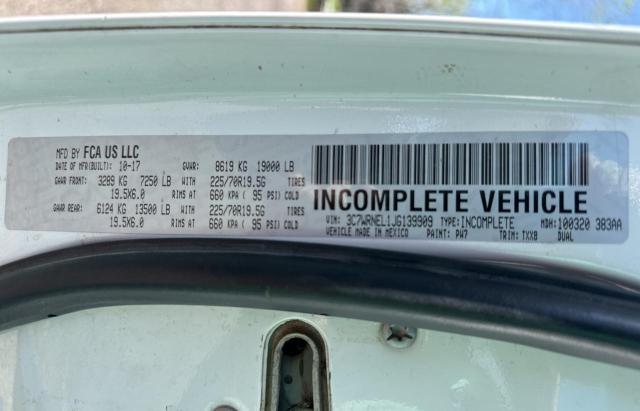 MFD BY FCA US LLC
DATE OF MFR(BUILT): 10-17 GVWR: 8619 KG 19000 LB
GAWR FRONT: 3289 KG 7250 LB WITH 225/70R19.5G TIRES
19.5X6.0 RIMS AT 660 KPA ( 95 PSI) COLD
GAWR REAR: 6124 KG 13500 LB WITH 225/70R19.5G TIRES
19.5X6.0 RIMS AT 660 KPA ( 95 PSI) COLD
INCOMPLETE VEHICLE
VIN: 3C7WRNEL1JG139909 TYPE: INCOMPLETE MDH: 100320 383AA
VEHICLE MADE IN MEXICO PAINT: PW7 TRIM: TXX8 DUAL